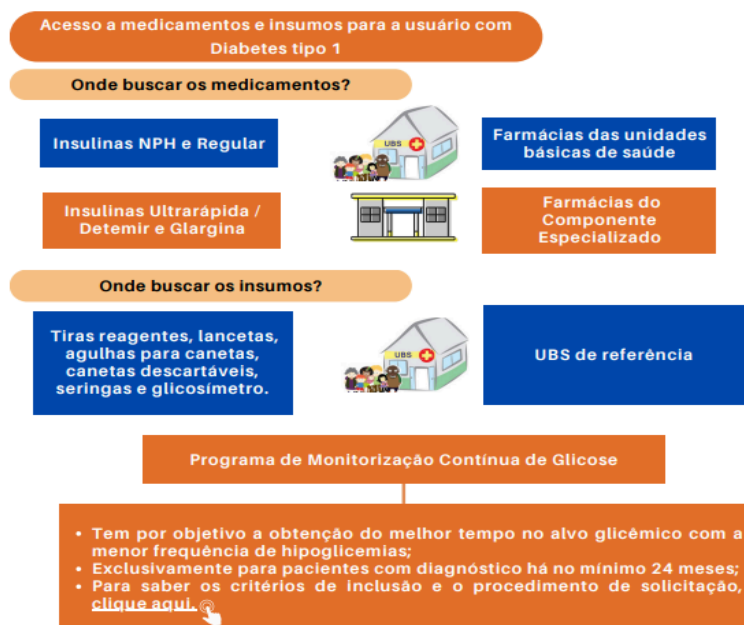 Acesso a medicamentos e insumos para a usuário com
Diabetes tipo 1
Onde buscar os medicamentos?
Insulinas NPH e Regular
UBS
Farmácias das unidades
básicas de saúde
Insulinas Ultrarápida /
Detemir e Glargina
Farmácias do
Componente
Especializado
Onde buscar os insumos?
Tiras reagentes, lancetas,
agulhas para canetas,
canetas descartáveis,
seringas e glicosímetro.
UBS
UBS de referência
Programa de Monitorização Contínua de Glicose
• Tem por objetivo a obtenção do melhor tempo no alvo glicêmico com a
menor frequência de hipoglicemias;
• Exclusivamente para pacientes com diagnóstico há no mínimo 24 meses;
• Para saber os critérios de inclusão e o procedimento de solicitação,
clique aqui.